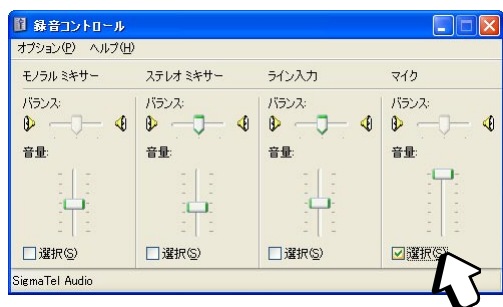 録音コントロール
オプション(P) ヘルプ(H)
モノラル ミキサー ステレオ ミキサー ライン入力 マイク
バランス: バランス: バランス: バランス:
音量: 音量: 音量: 音量:
選択(S) 選択(S) 選択(S) 選択(S)
SigmaTel Audio